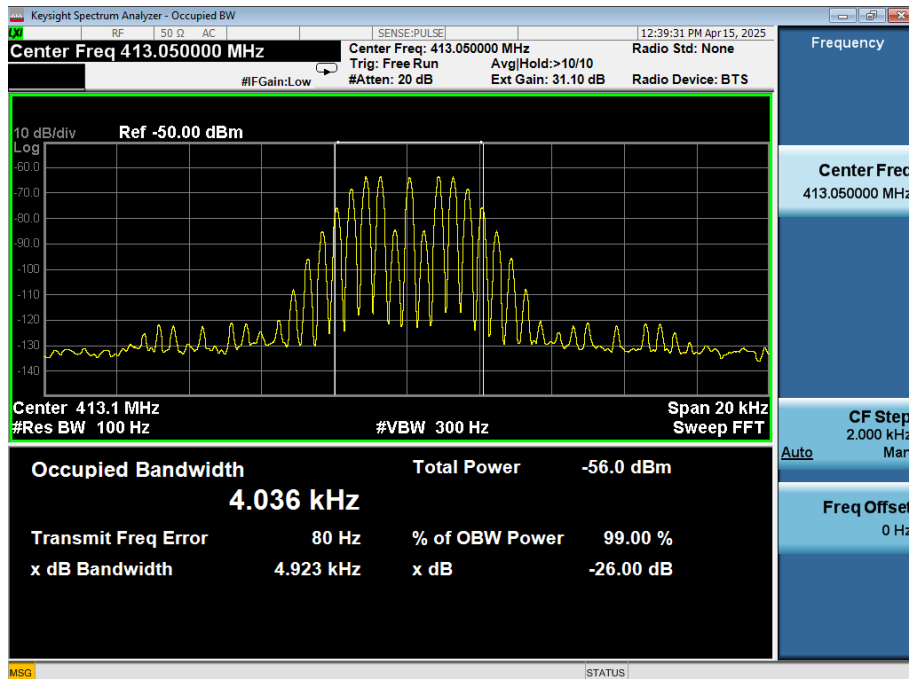 Keysight Spectrum Analyzer - Occupied BW
LXI RF 50 Ω AC SENSE:PULSE 12:39:31 PM Apr 15, 2025
Center Freq 413.050000 MHz
Center Freq: 413.050000 MHz Radio Std: None
Trig: Free Run Avg|Hold:>10/10
#IFGain:Low #Atten: 20 dB Ext Gain: 31.10 dB Radio Device: BTS
10 dB/div Ref -50.00 dBm
Log
-60.0
-70.0
-80.0
-90.0
-100
-110
-120
-130
-140
Center 413.1 MHz Span 20 kHz
#Res BW 100 Hz #VBW 300 Hz Sweep FFT
Occupied Bandwidth Total Power -56.0 dBm
4.036 kHz
Transmit Freq Error 80 Hz % of OBW Power 99.00 %
x dB Bandwidth 4.923 kHz x dB -26.00 dB
Frequency
Center Freq
413.050000 MHz
CF Step
2.000 kHz
Auto Man
Freq Offset
0 Hz
MSG STATUS